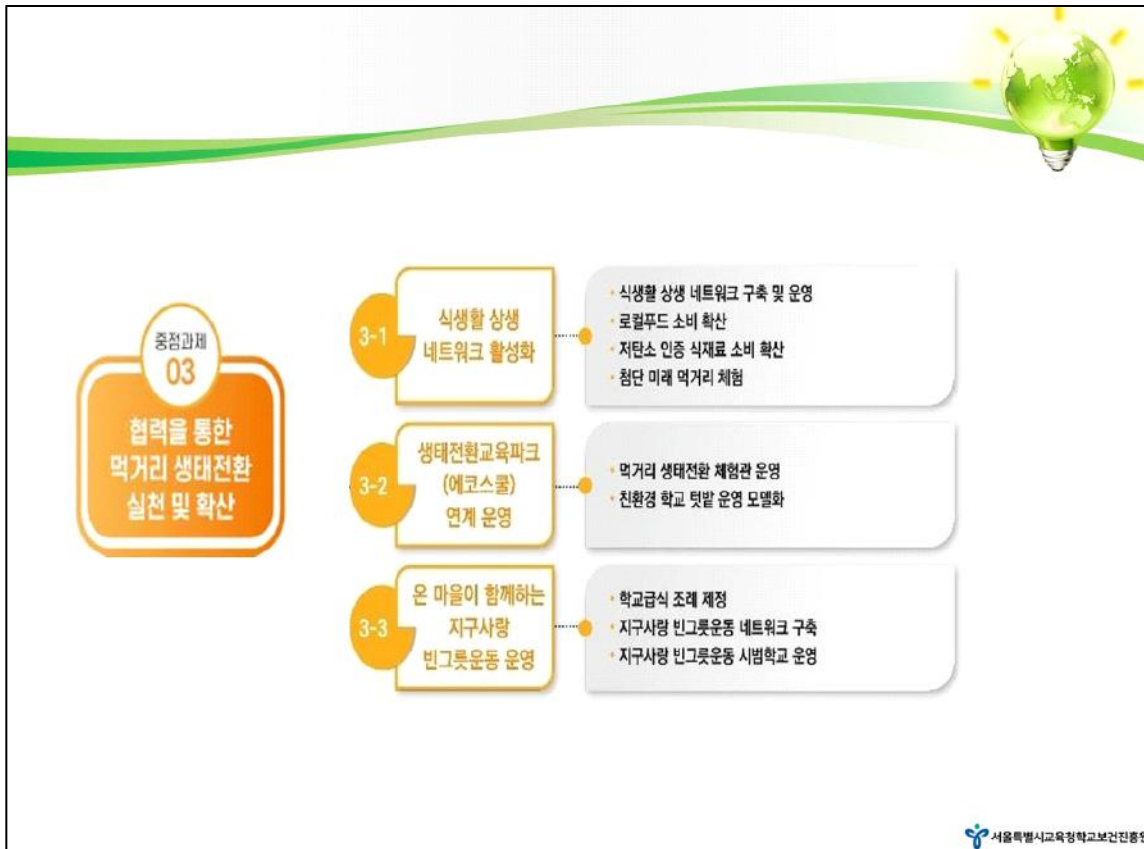 중점과제
03
협력을 통한
먹거리 생태전환
실천 및 확산
3-1
식생활 상생
네트워크 활성화
• 식생활 상생 네트워크 구축 및 운영
• 로컬푸드 소비 확산
• 저탄소 인증 식재료 소비 확산
• 첨단 미래 먹거리 체험
3-2
생태전환교육파크
(에코스쿨)
연계 운영
• 먹거리 생태전환 체험관 운영
• 친환경 학교 텃밭 운영 모델화
3-3
온 마을이 함께하는
지구사랑
빈그릇운동 운영
• 학교급식 조례 제정
• 지구사랑 빈그릇운동 네트워크 구축
• 지구사랑 빈그릇운동 시범학교 운영
서울특별시교육청학교보건진흥원